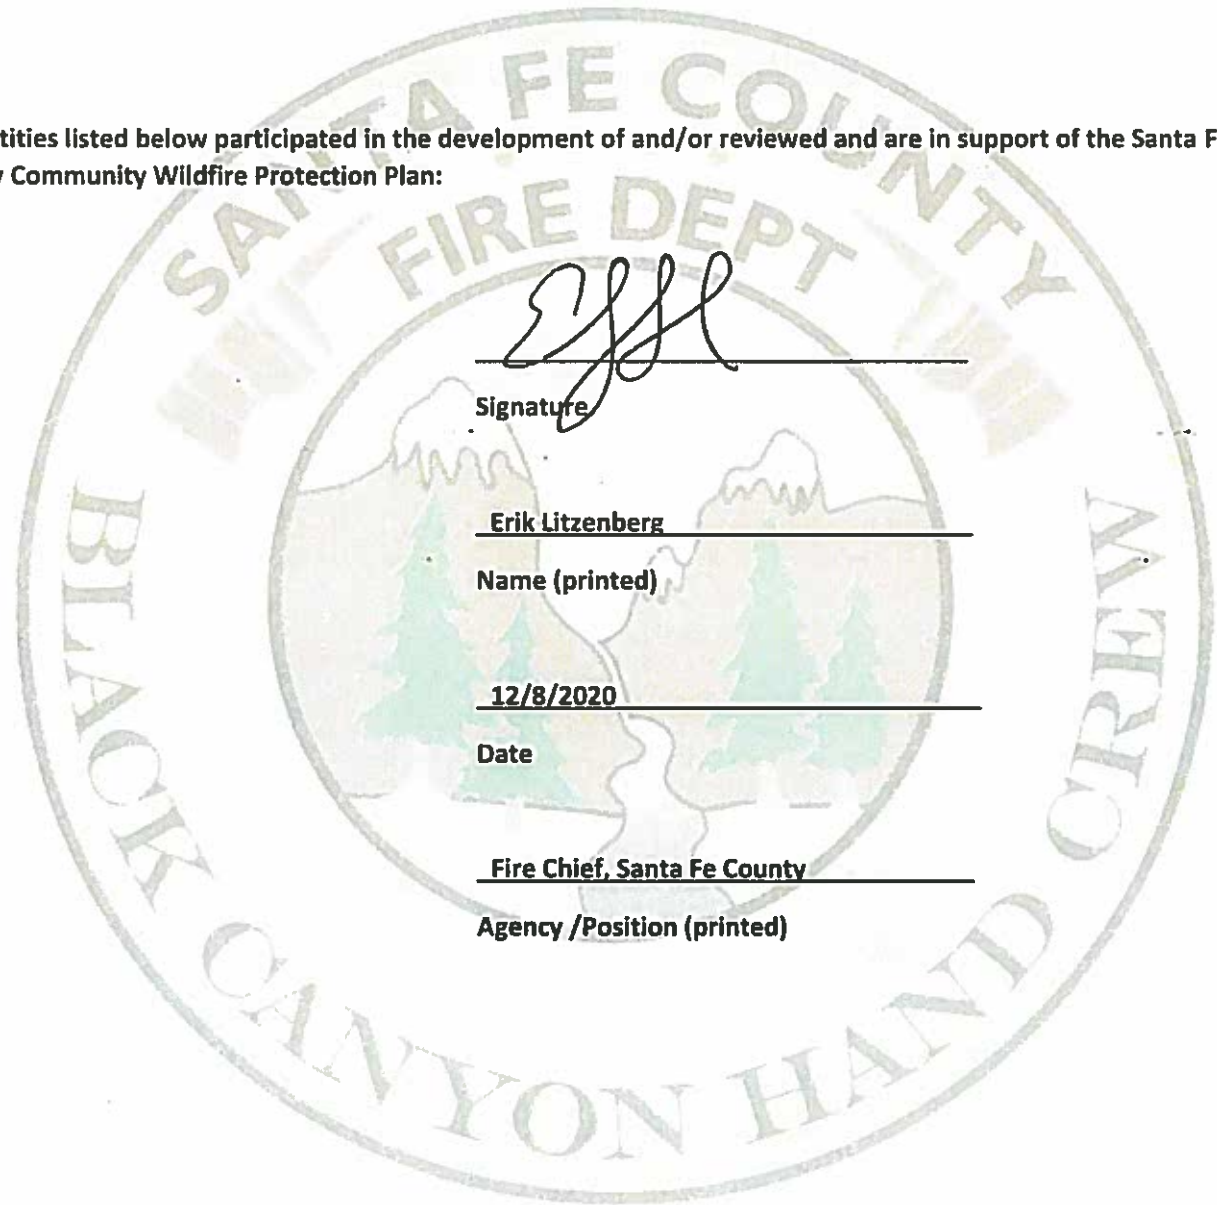 SANTA FE COUNTY
FIRE DEPT
tities listed below participated in the development of and/or reviewed and are in support of the Santa F
y Community Wildfire Protection Plan:
Signature
Erik Litzenberg
Name (printed)
12/8/2020
Date
Fire Chief, Santa Fe County
Agency /Position (printed)
BLACK CANYON HAND CREW